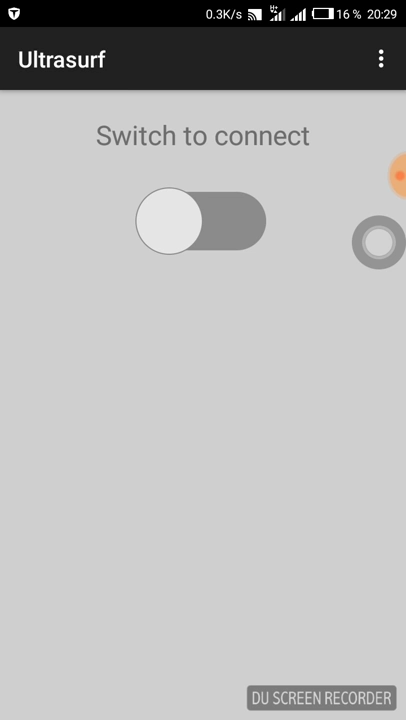 0.3K/s H+ 16 % 20:29
Ultrasurf
Switch to connect
DU SCREEN RECORDER